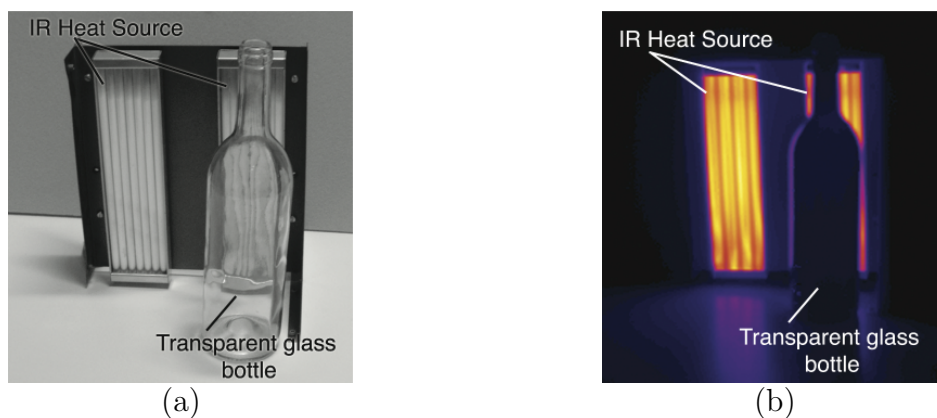 IR Heat Source
Transparent glass
bottle
(a)
IR Heat Source
Transparent glass
bottle
(b)